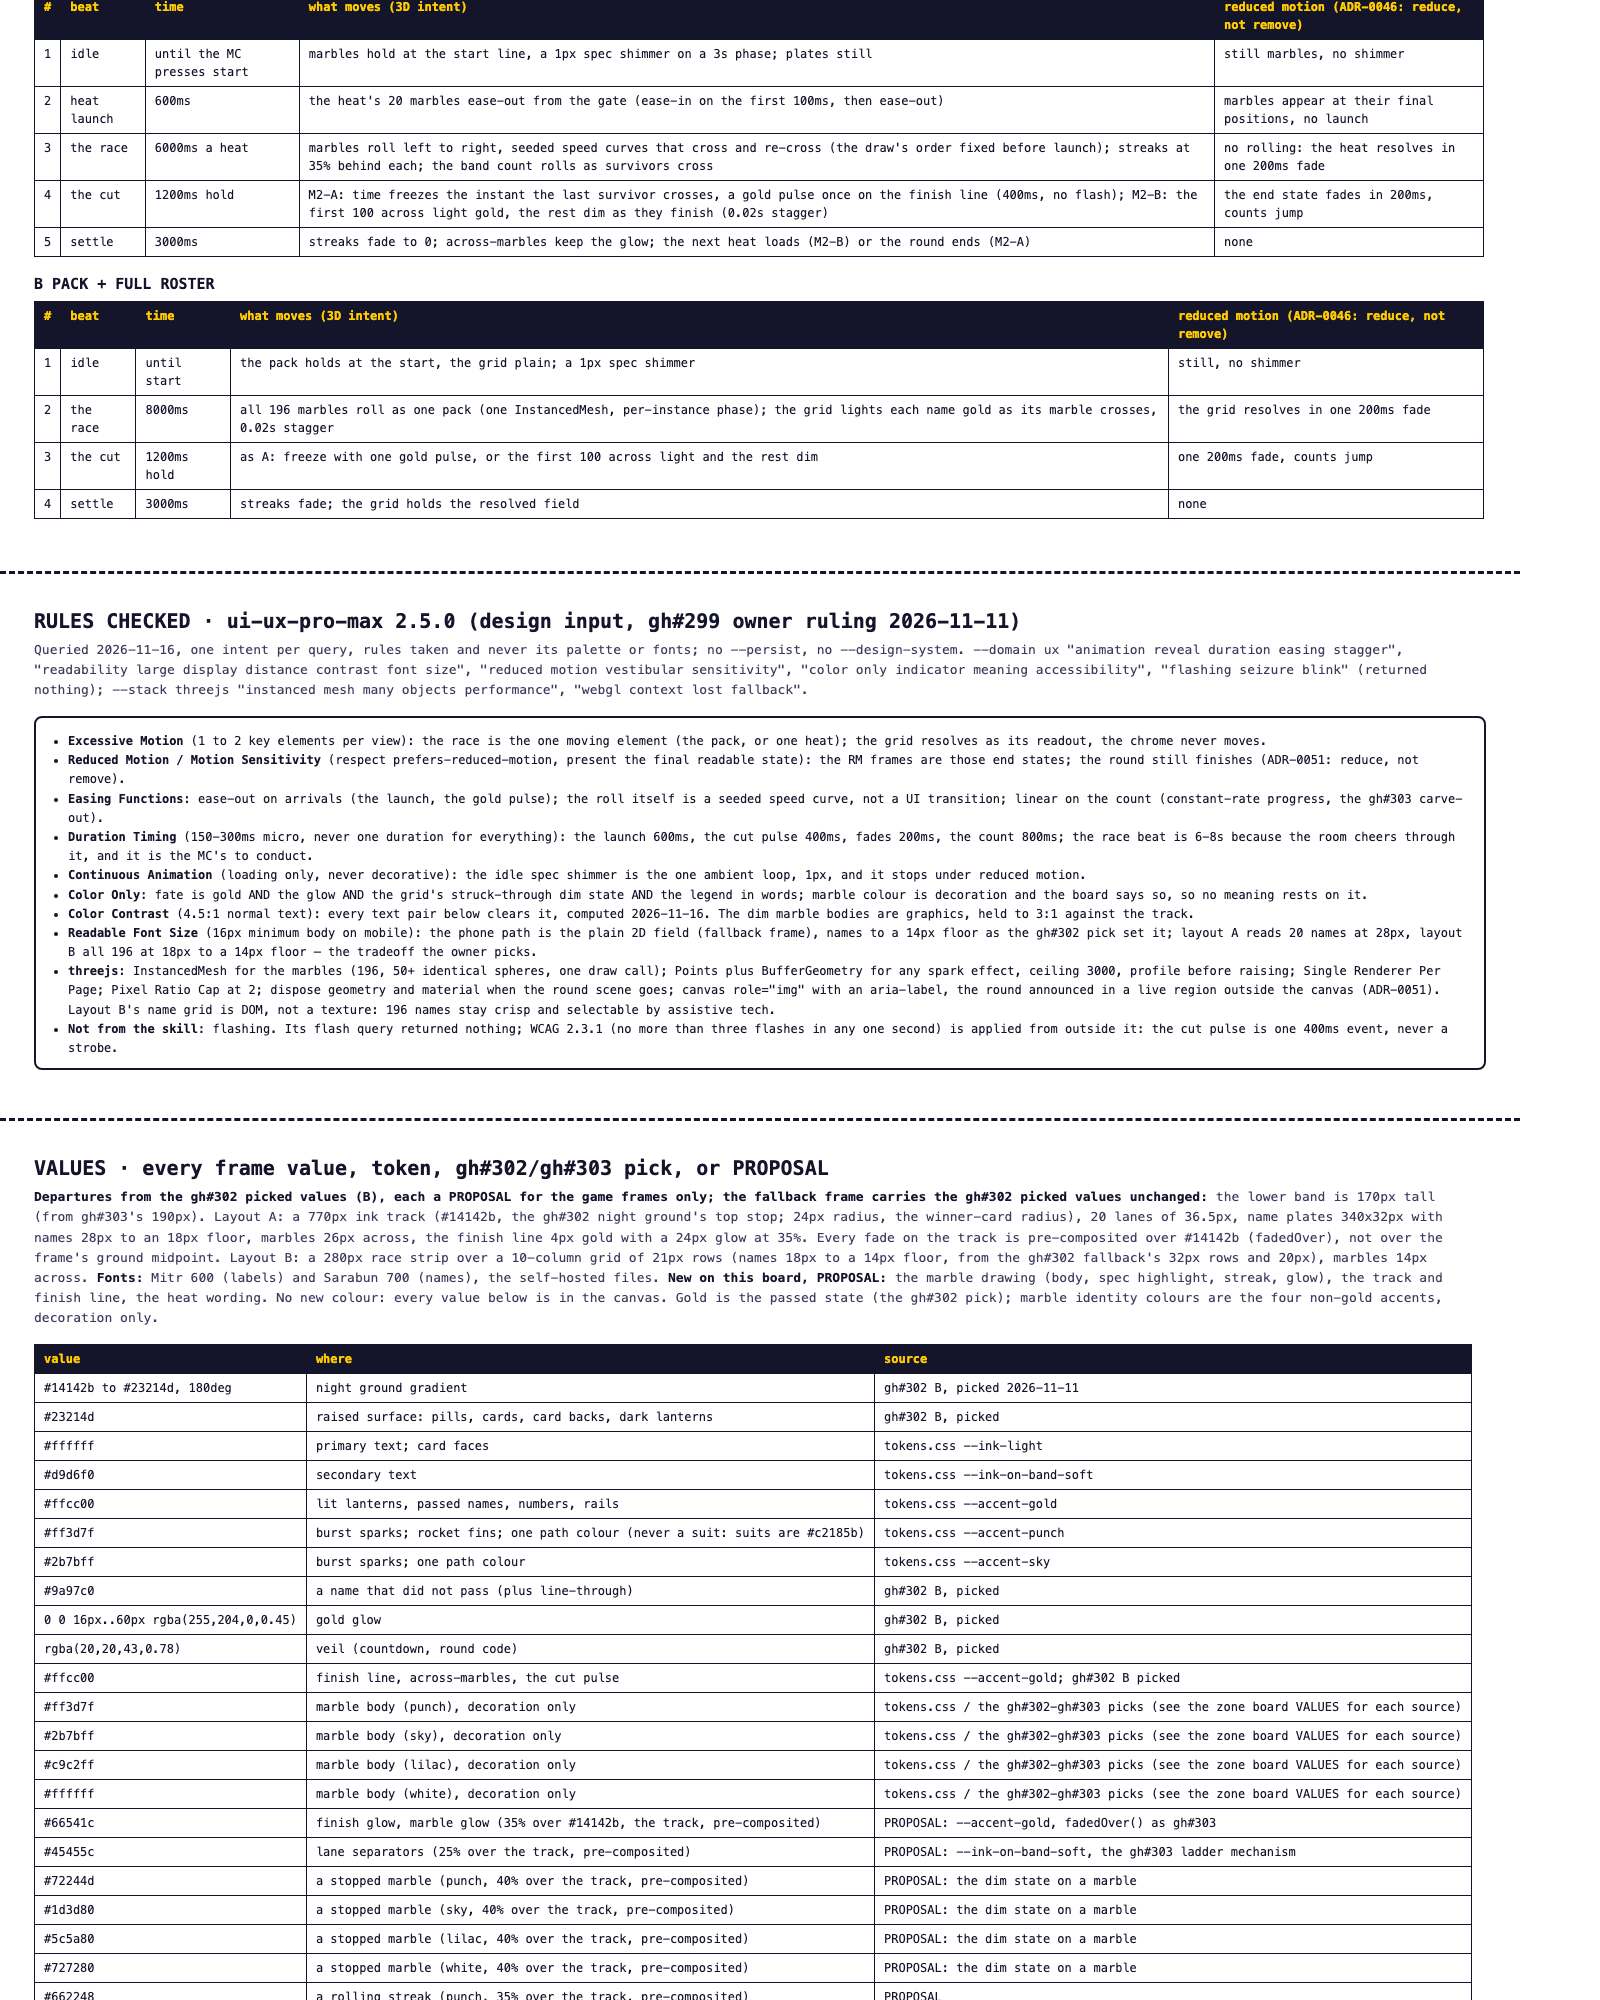 # beat time what moves (3D intent) reduced motion (ADR-0046: reduce,
not remove)
1 idle until the MC marbles hold at the start line, a 1px spec shimmer on a 3s phase; plates still still marbles, no shimmer
presses start
2 heat 600ms the heat's 20 marbles ease-out from the gate (ease-in on the first 100ms, then ease-out) marbles appear at their final
launch positions, no launch
3 the race 6000ms a heat marbles roll left to right, seeded speed curves that cross and re-cross (the draw's order fixed before launch); streaks at no rolling: the heat resolves in
35% behind each; the band count rolls as survivors cross one 200ms fade
4 the cut 1200ms hold M2-A: time freezes the instant the last survivor crosses, a gold pulse once on the finish line (400ms, no flash); M2-B: the the end state fades in 200ms,
first 100 across light gold, the rest dim as they finish (0.02s stagger) counts jump
5 settle 3000ms streaks fade to 0; across-marbles keep the glow; the next heat loads (M2-B) or the round ends (M2-A) none
B PACK + FULL ROSTER
# beat time what moves (3D intent) reduced motion (ADR-0046: reduce, not
remove)
1 idle until the pack holds at the start, the grid plain; a 1px spec shimmer still, no shimmer
start
2 the 8000ms all 196 marbles roll as one pack (one InstancedMesh, per-instance phase); the grid lights each name gold as its marble crosses, the grid resolves in one 200ms fade
race 0.02s stagger
3 the cut 1200ms as A: freeze with one gold pulse, or the first 100 across light and the rest dim one 200ms fade, counts jump
hold
4 settle 3000ms streaks fade; the grid holds the resolved field none
RULES CHECKED · ui-ux-pro-max 2.5.0 (design input, gh#299 owner ruling 2026-11-11)
Queried 2026-11-16, one intent per query, rules taken and never its palette or fonts; no --persist, no --design-system. --domain ux "animation reveal duration easing stagger",
"readability large display distance contrast font size", "reduced motion vestibular sensitivity", "color only indicator meaning accessibility", "flashing seizure blink" (returned
nothing); --stack threejs "instanced mesh many objects performance", "webgl context lost fallback".
• Excessive Motion (1 to 2 key elements per view): the race is the one moving element (the pack, or one heat); the grid resolves as its readout, the chrome never moves.
• Reduced Motion / Motion Sensitivity (respect prefers-reduced-motion, present the final readable state): the RM frames are those end states; the round still finishes (ADR-0051: reduce, not
remove).
• Easing Functions: ease-out on arrivals (the launch, the gold pulse); the roll itself is a seeded speed curve, not a UI transition; linear on the count (constant-rate progress, the gh#303 carve-
out).
• Duration Timing (150-300ms micro, never one duration for everything): the launch 600ms, the cut pulse 400ms, fades 200ms, the count 800ms; the race beat is 6-8s because the room cheers through
it, and it is the MC's to conduct.
• Continuous Animation (loading only, never decorative): the idle spec shimmer is the one ambient loop, 1px, and it stops under reduced motion.
• Color Only: fate is gold AND the glow AND the grid's struck-through dim state AND the legend in words; marble colour is decoration and the board says so, so no meaning rests on it.
• Color Contrast (4.5:1 normal text): every text pair below clears it, computed 2026-11-16. The dim marble bodies are graphics, held to 3:1 against the track.
• Readable Font Size (16px minimum body on mobile): the phone path is the plain 2D field (fallback frame), names to a 14px floor as the gh#302 pick set it; layout A reads 20 names at 28px, layout
B all 196 at 18px to a 14px floor — the tradeoff the owner picks.
• threejs: InstancedMesh for the marbles (196, 50+ identical spheres, one draw call); Points plus BufferGeometry for any spark effect, ceiling 3000, profile before raising; Single Renderer Per
Page; Pixel Ratio Cap at 2; dispose geometry and material when the round scene goes; canvas role="img" with an aria-label, the round announced in a live region outside the canvas (ADR-0051).
Layout B's name grid is DOM, not a texture: 196 names stay crisp and selectable by assistive tech.
• Not from the skill: flashing. Its flash query returned nothing; WCAG 2.3.1 (no more than three flashes in any one second) is applied from outside it: the cut pulse is one 400ms event, never a
strobe.
VALUES · every frame value, token, gh#302/gh#303 pick, or PROPOSAL
Departures from the gh#302 picked values (B), each a PROPOSAL for the game frames only; the fallback frame carries the gh#302 picked values unchanged: the lower band is 170px tall
(from gh#303's 190px). Layout A: a 770px ink track (#14142b, the gh#302 night ground's top stop; 24px radius, the winner-card radius), 20 lanes of 36.5px, name plates 340x32px with
names 28px to an 18px floor, marbles 26px across, the finish line 4px gold with a 24px glow at 35%. Every fade on the track is pre-composited over #14142b (fadedOver), not over the
frame's ground midpoint. Layout B: a 280px race strip over a 10-column grid of 21px rows (names 18px to a 14px floor, from the gh#302 fallback's 32px rows and 20px), marbles 14px
across. Fonts: Mitr 600 (labels) and Sarabun 700 (names), the self-hosted files. New on this board, PROPOSAL: the marble drawing (body, spec highlight, streak, glow), the track and
finish line, the heat wording. No new colour: every value below is in the canvas. Gold is the passed state (the gh#302 pick); marble identity colours are the four non-gold accents,
decoration only.
value where source
#14142b to #23214d, 180deg night ground gradient gh#302 B, picked 2026-11-11
#23214d raised surface: pills, cards, card backs, dark lanterns gh#302 B, picked
#ffffff primary text; card faces tokens.css --ink-light
#d9d6f0 secondary text tokens.css --ink-on-band-soft
#ffcc00 lit lanterns, passed names, numbers, rails tokens.css --accent-gold
#ff3d7f burst sparks; rocket fins; one path colour (never a suit: suits are #c2185b) tokens.css --accent-punch
#2b7bff burst sparks; one path colour tokens.css --accent-sky
#9a97c0 a name that did not pass (plus line-through) gh#302 B, picked
0 0 16px..60px rgba(255,204,0,0.45) gold glow gh#302 B, picked
rgba(20,20,43,0.78) veil (countdown, round code) gh#302 B, picked
#ffcc00 finish line, across-marbles, the cut pulse tokens.css --accent-gold; gh#302 B picked
#ff3d7f marble body (punch), decoration only tokens.css / the gh#302-gh#303 picks (see the zone board VALUES for each source)
#2b7bff marble body (sky), decoration only tokens.css / the gh#302-gh#303 picks (see the zone board VALUES for each source)
#c9c2ff marble body (lilac), decoration only tokens.css / the gh#302-gh#303 picks (see the zone board VALUES for each source)
#ffffff marble body (white), decoration only tokens.css / the gh#302-gh#303 picks (see the zone board VALUES for each source)
#66541c finish glow, marble glow (35% over #14142b, the track, pre-composited) PROPOSAL: --accent-gold, fadedOver() as gh#303
#45455c lane separators (25% over the track, pre-composited) PROPOSAL: --ink-on-band-soft, the gh#303 ladder mechanism
#72244d a stopped marble (punch, 40% over the track, pre-composited) PROPOSAL: the dim state on a marble
#1d3d80 a stopped marble (sky, 40% over the track, pre-composited) PROPOSAL: the dim state on a marble
#5c5a80 a stopped marble (lilac, 40% over the track, pre-composited) PROPOSAL: the dim state on a marble
#727280 a stopped marble (white, 40% over the track, pre-composited) PROPOSAL: the dim state on a marble
#662248 a rolling streak (punch, 35% over the track, pre-composited) PROPOSAL